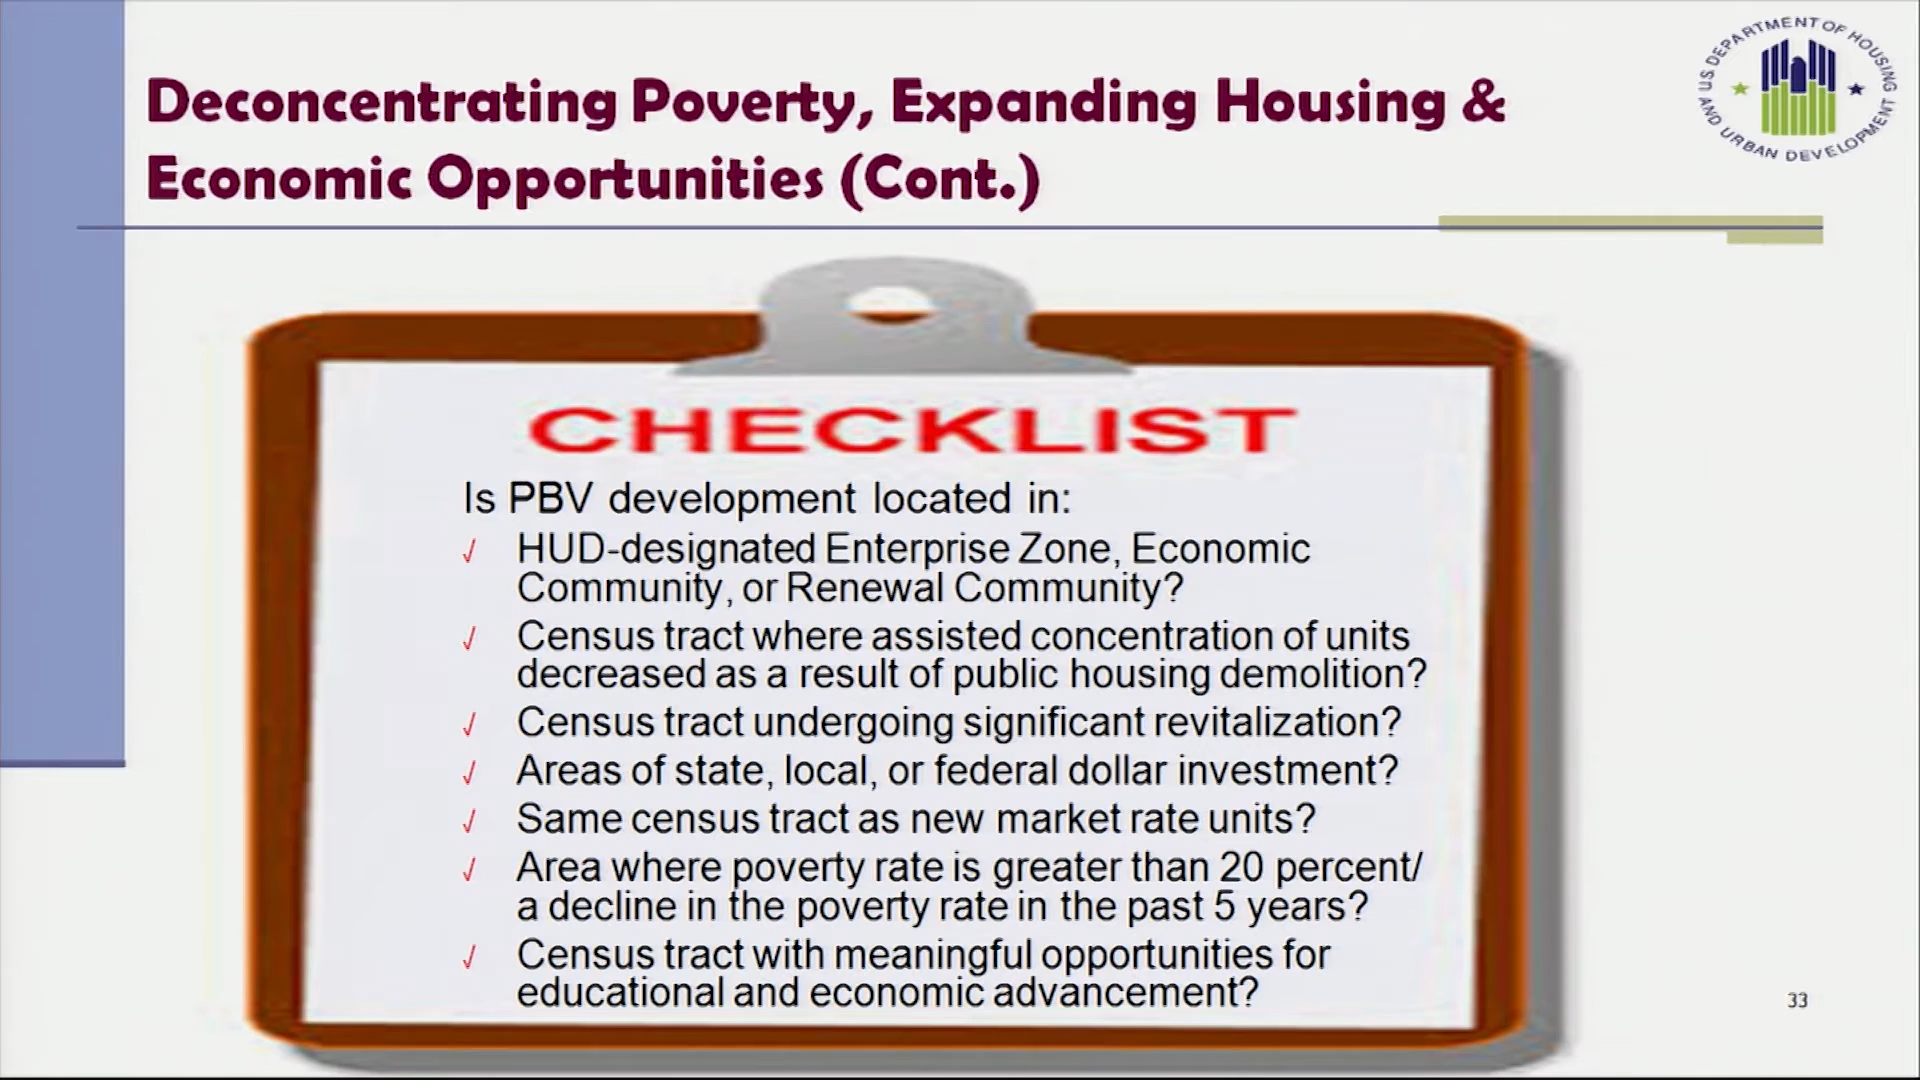 Deconcentrating Poverty, Expanding Housing &
Economic Opportunities (Cont.)
US DEPARTMENT OF HOUSING
AND URBAN DEVELOPMENT
CHECKLIST
Is PBV development located in:
√ HUD-designated Enterprise Zone, Economic
Community, or Renewal Community?
√ Census tract where assisted concentration of units
decreased as a result of public housing demolition?
√ Census tract undergoing significant revitalization?
√ Areas of state, local, or federal dollar investment?
√ Same census tract as new market rate units?
√ Area where poverty rate is greater than 20 percent/
a decline in the poverty rate in the past 5 years?
√ Census tract with meaningful opportunities for
educational and economic advancement?
33